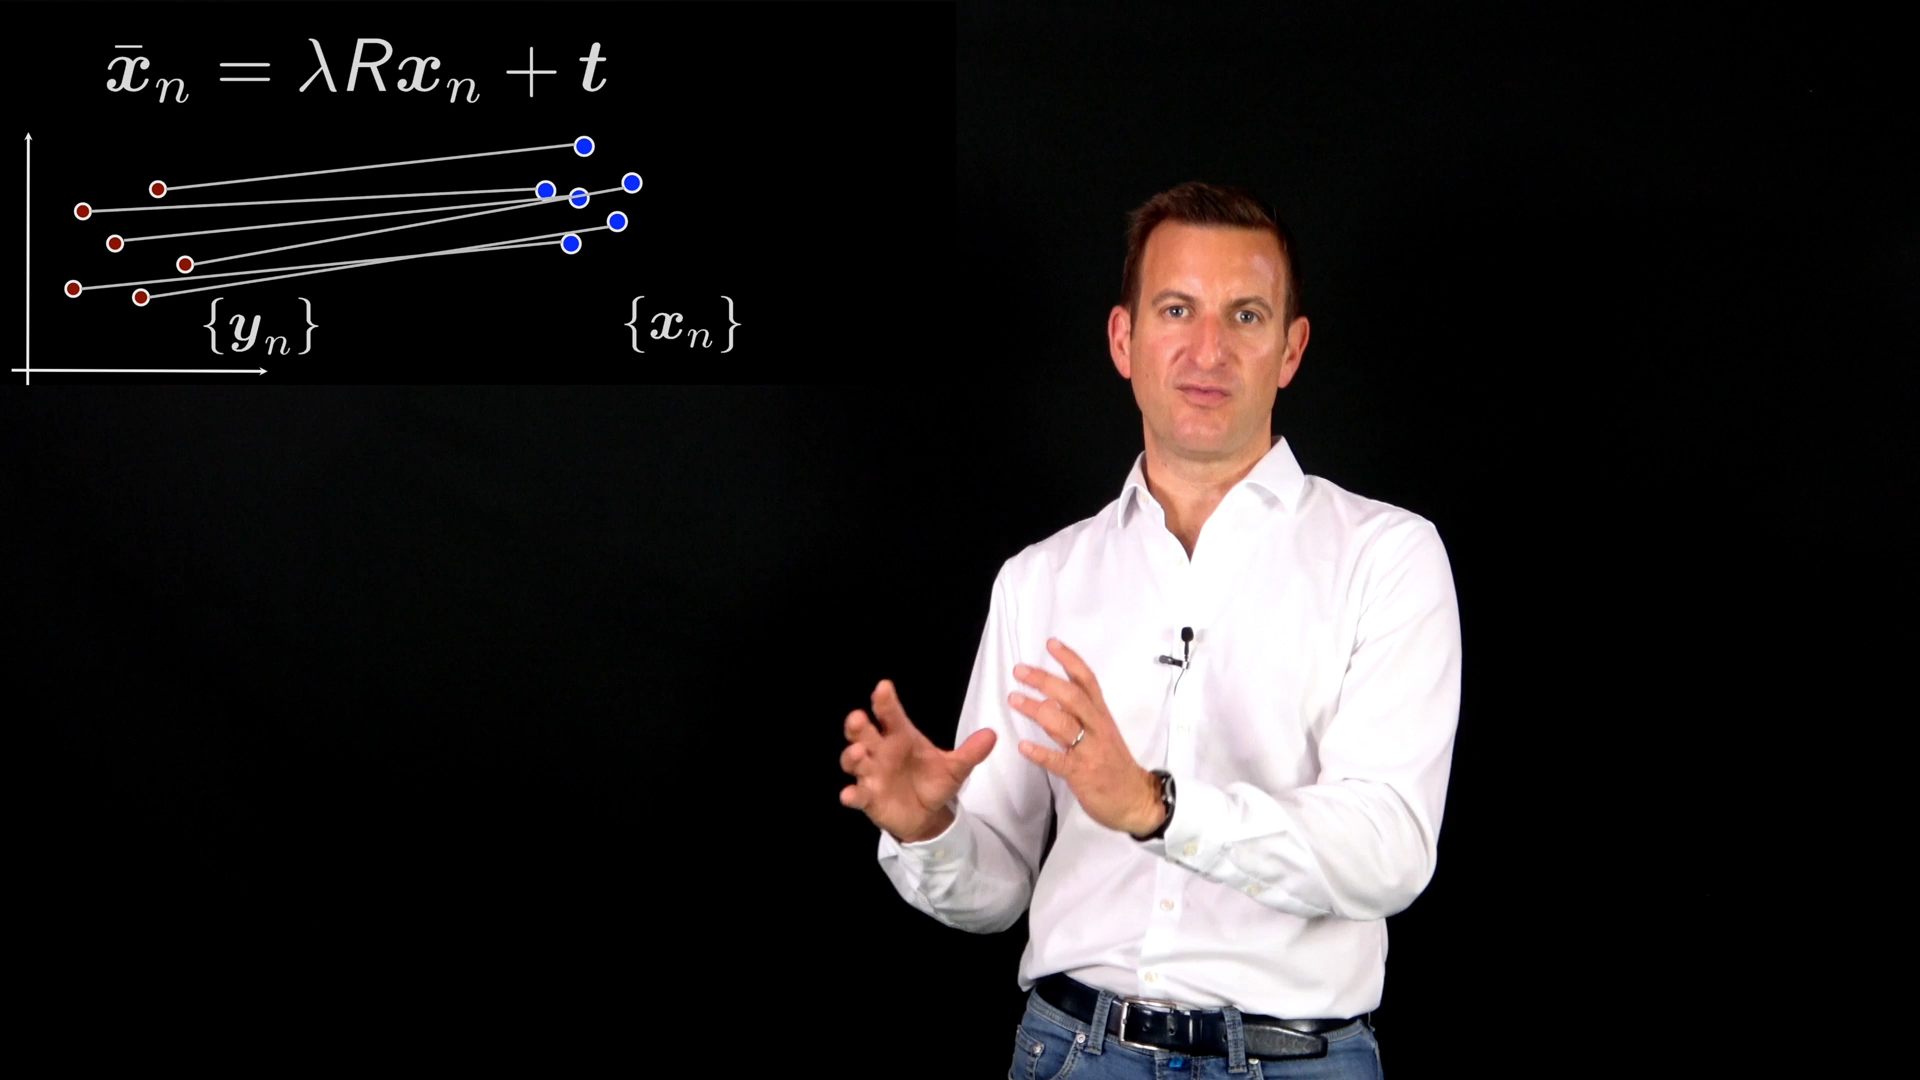 x̄ₙ = λRxₙ + t
{yₙ} {xₙ}